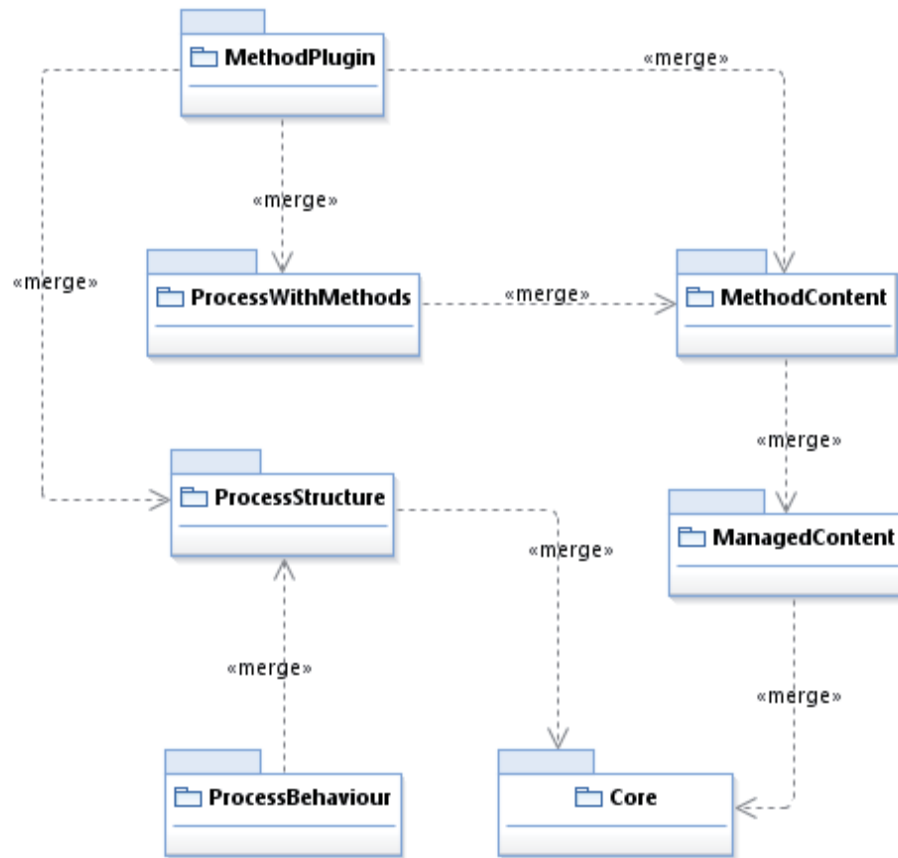 MethodPlugin
«merge»
«merge»
«merge»
ProcessWithMethods
«merge»
MethodContent
«merge»
ProcessStructure
ManagedContent
«merge»
«merge»
«merge»
ProcessBehaviour
Core